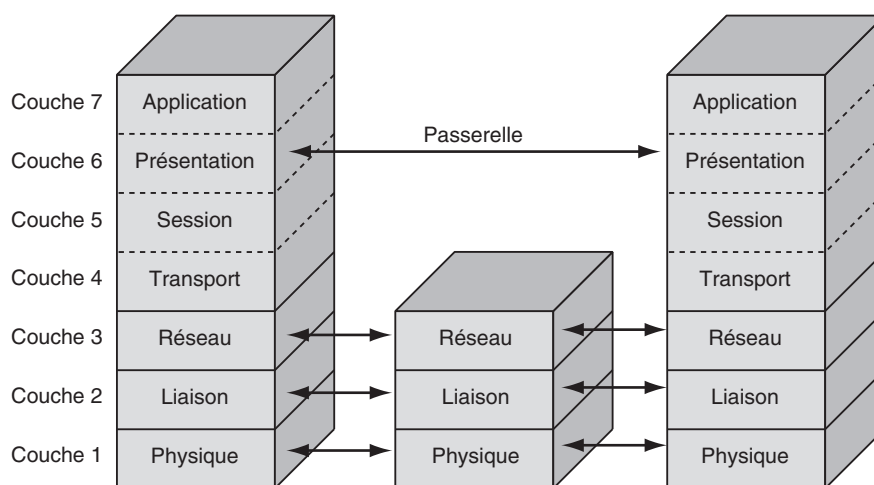 Couche 7 Application Application
Passerelle
Couche 6 Présentation Présentation
Couche 5 Session Session
Couche 4 Transport Transport
Couche 3 Réseau Réseau Réseau
Couche 2 Liaison Liaison Liaison
Couche 1 Physique Physique Physique